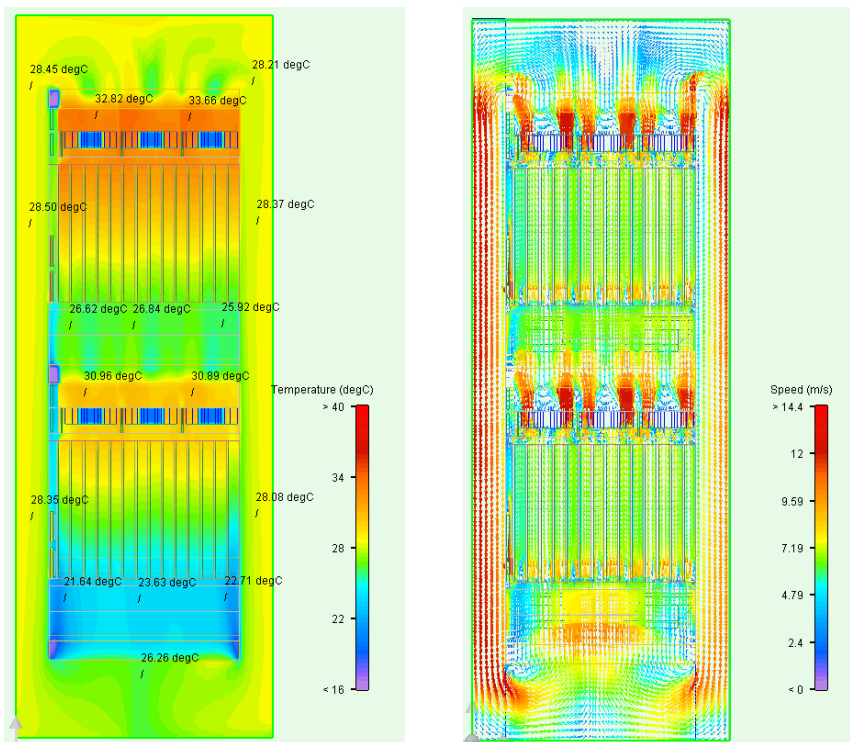 28.45 degC
28.21 degC
32.82 degC
33.66 degC
28.50 degC
28.37 degC
26.62 degC
26.84 degC
25.92 degC
30.96 degC
30.89 degC
28.35 degC
28.08 degC
21.64 degC
23.63 degC
22.71 degC
26.26 degC
Temperature (degC)
> 40
34
28
22
< 16
Speed (m/s)
> 14.4
12
9.59
7.19
4.79
2.4
< 0